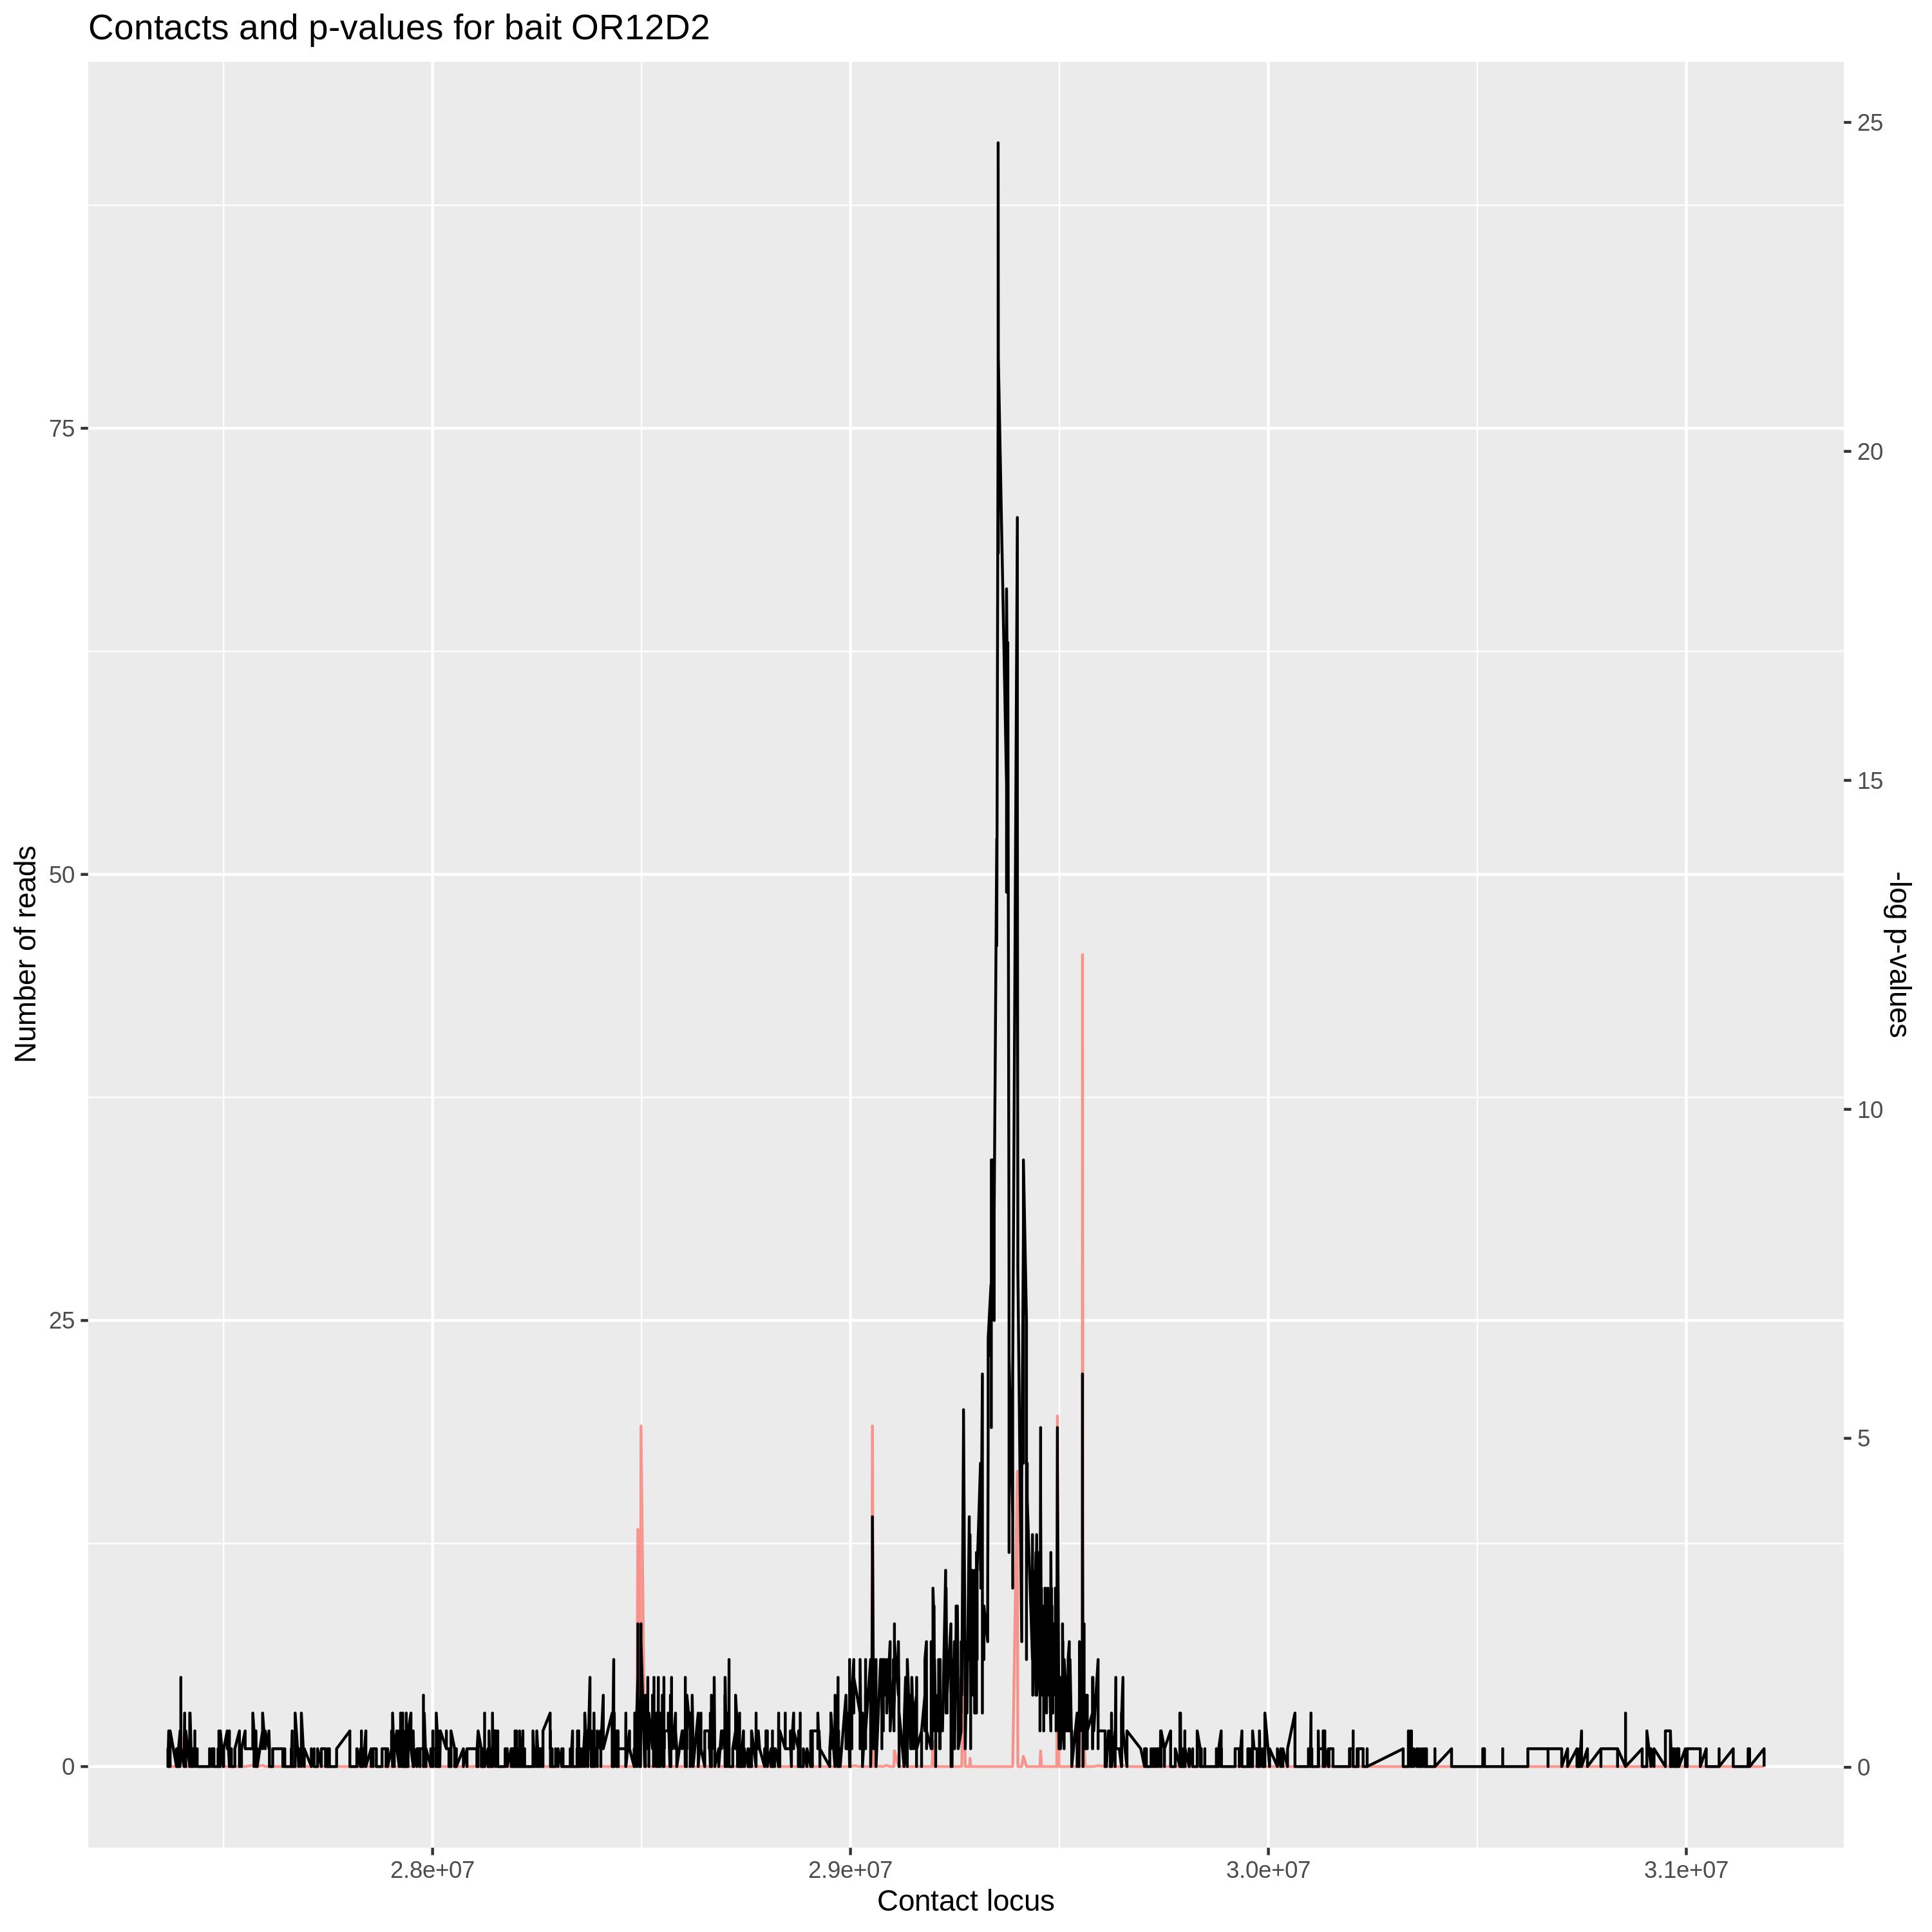 Contacts and p-values for bait OR12D2
Number of reads
75
50
25
0
25
20
15
10
5
0
-log p-values
2.8e+07
2.9e+07
3.0e+07
3.1e+07
Contact locus